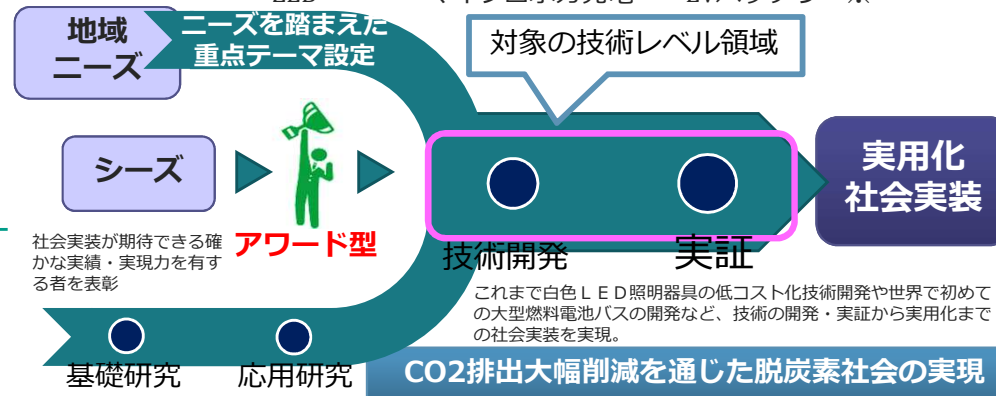 地域
ニーズ
ニーズを踏まえた
重点テーマ設定
対象の技術レベル領域
シーズ
アワード型
社会実装が期待できる確
かな実績・実現力を有す
る者を表彰
技術開発
実証
実用化
社会実装
これまで白色ＬＥＤ照明器具の低コスト化技術開発や世界で初めて
の大型燃料電池バスの開発など、技術の開発・実証から実用化まで
の社会実装を実現。
基礎研究
応用研究
CO2排出大幅削減を通じた脱炭素社会の実現